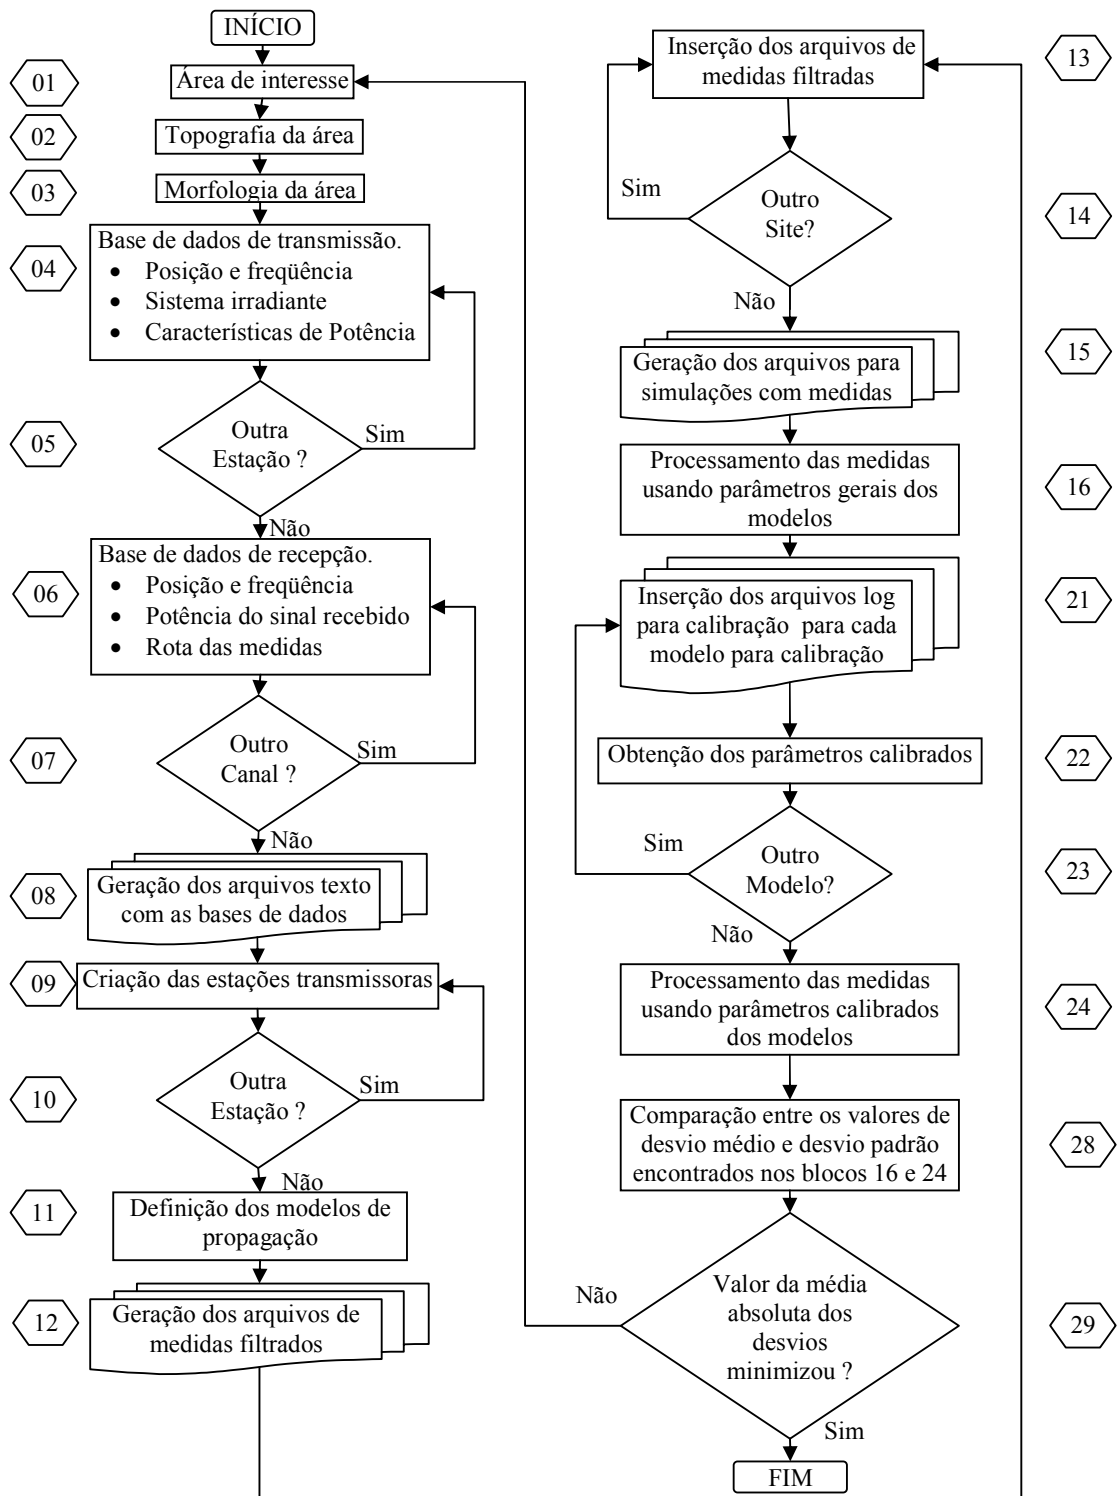 INÍCIO
01
Área de interesse
02
Topografia da área
03
Morfologia da área
04
Base de dados de transmissão.
• Posição e freqüência
• Sistema irradiante
• Características de Potência
05
Outra
Estação ?
Sim
Não
06
Base de dados de recepção.
• Posição e freqüência
• Potência do sinal recebido
• Rota das medidas
07
Outro
Canal ?
Sim
Não
08
Geração dos arquivos texto
com as bases de dados
09
Criação das estações transmissoras
10
Outra
Estação ?
Sim
Não
11
Definição dos modelos de
propagação
12
Geração dos arquivos de
medidas filtrados
Inserção dos arquivos de
medidas filtradas
13
Sim
Outro
Site?
14
Não
Geração dos arquivos para
simulações com medidas
15
Processamento das medidas
usando parâmetros gerais dos
modelos
16
Inserção dos arquivos log
para calibração para cada
modelo para calibração
21
Obtenção dos parâmetros calibrados
22
Sim
Outro
Modelo?
23
Não
Processamento das medidas
usando parâmetros calibrados
dos modelos
24
Comparação entre os valores de
desvio médio e desvio padrão
encontrados nos blocos 16 e 24
28
Não
Valor da média
absoluta dos
desvios
minimizou ?
29
Sim
FIM